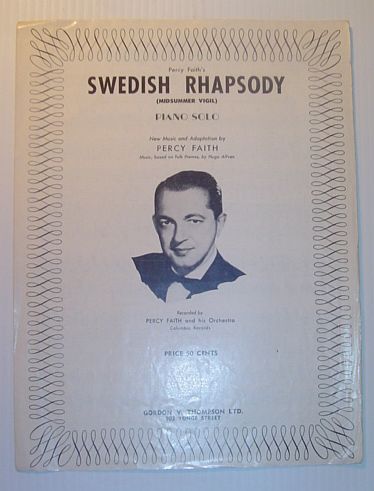 Percy Faith's
SWEDISH RHAPSODY
(MIDSUMMER VIGIL)
PIANO SOLO
New Music and Adaptation by
PERCY FAITH
Music, based on folk themes, by Hugo Alfven
Recorded by
PERCY FAITH and his Orchestra
Columbia Records
PRICE 50 CENTS
GORDON V. THOMPSON LTD.
902 YONGE STREET